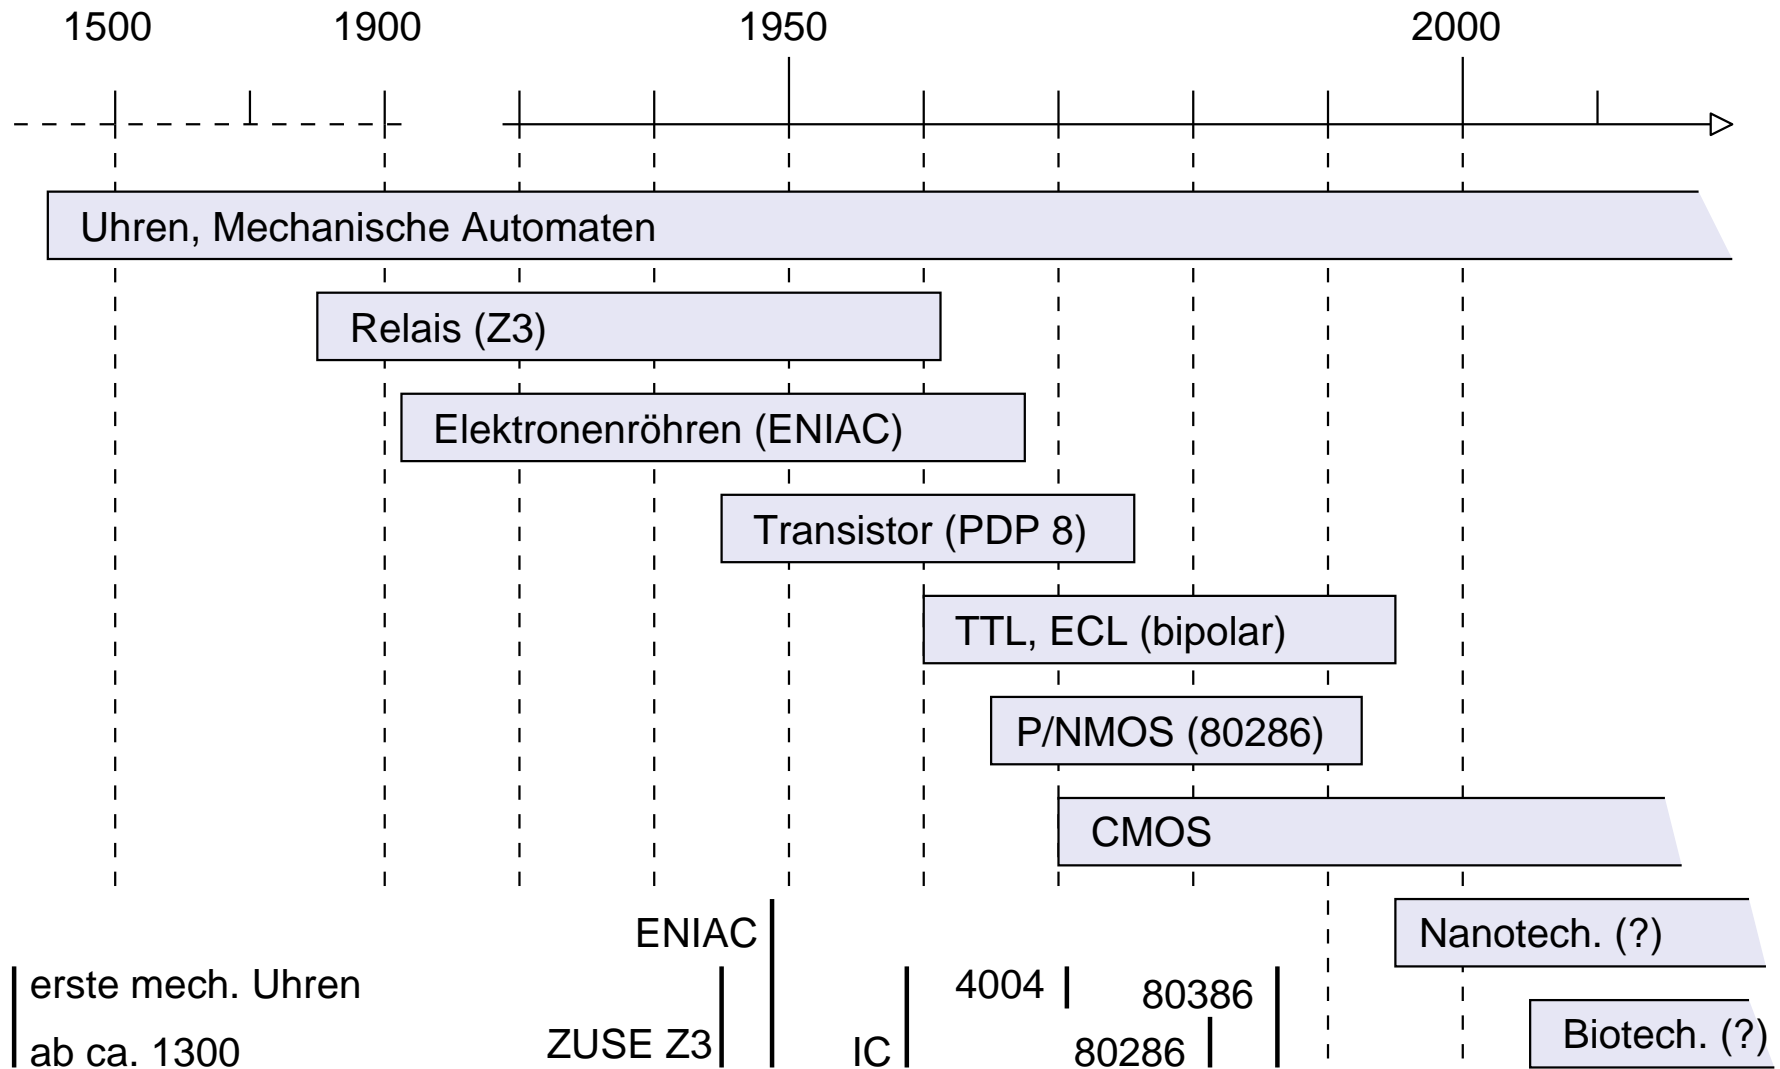 1500 1900 1950 2000
Uhren, Mechanische Automaten
Relais (Z3)
Elektronenröhren (ENIAC)
Transistor (PDP 8)
TTL, ECL (bipolar)
P/NMOS (80286)
CMOS
ENIAC
Nanotech. (?)
erste mech. Uhren
ab ca. 1300
ZUSE Z3
IC
4004
80286
80386
Biotech. (?)